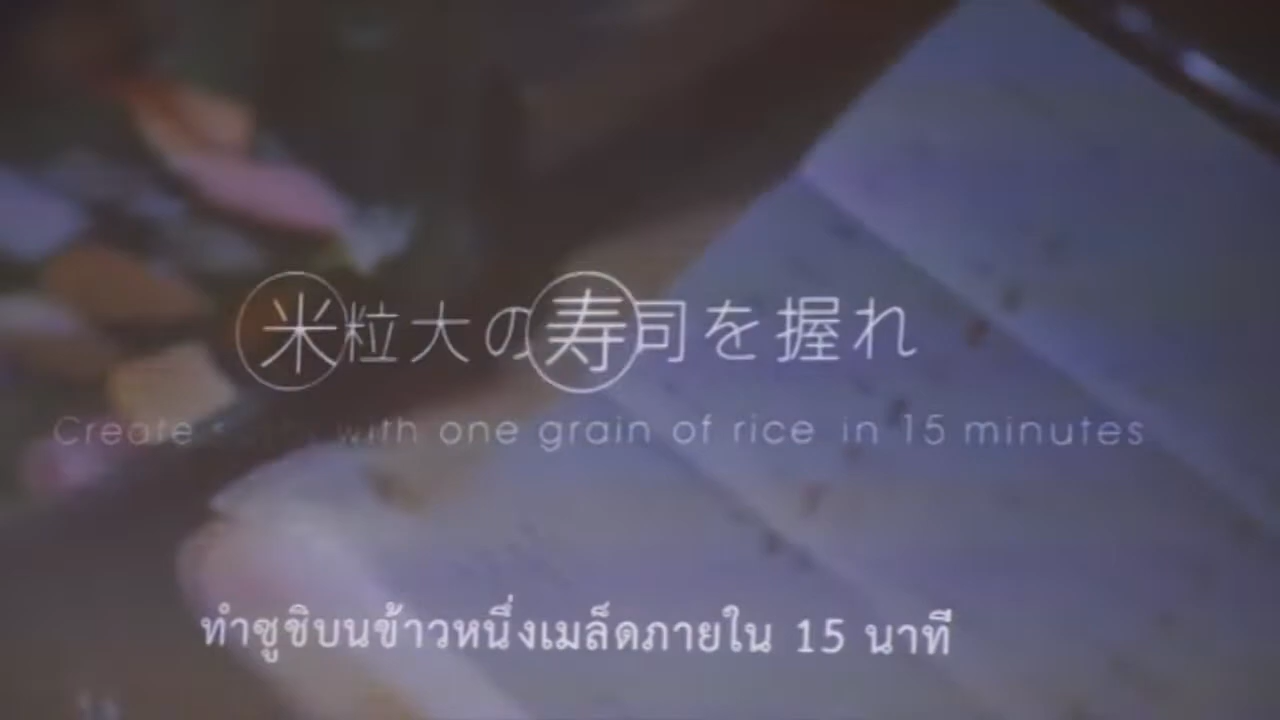 米粒大の寿司を握れ
Create with one grain of rice in 15 minutes
ทำซูชิบนข้าวหนึ่งเมล็ดภายใน 15 นาที